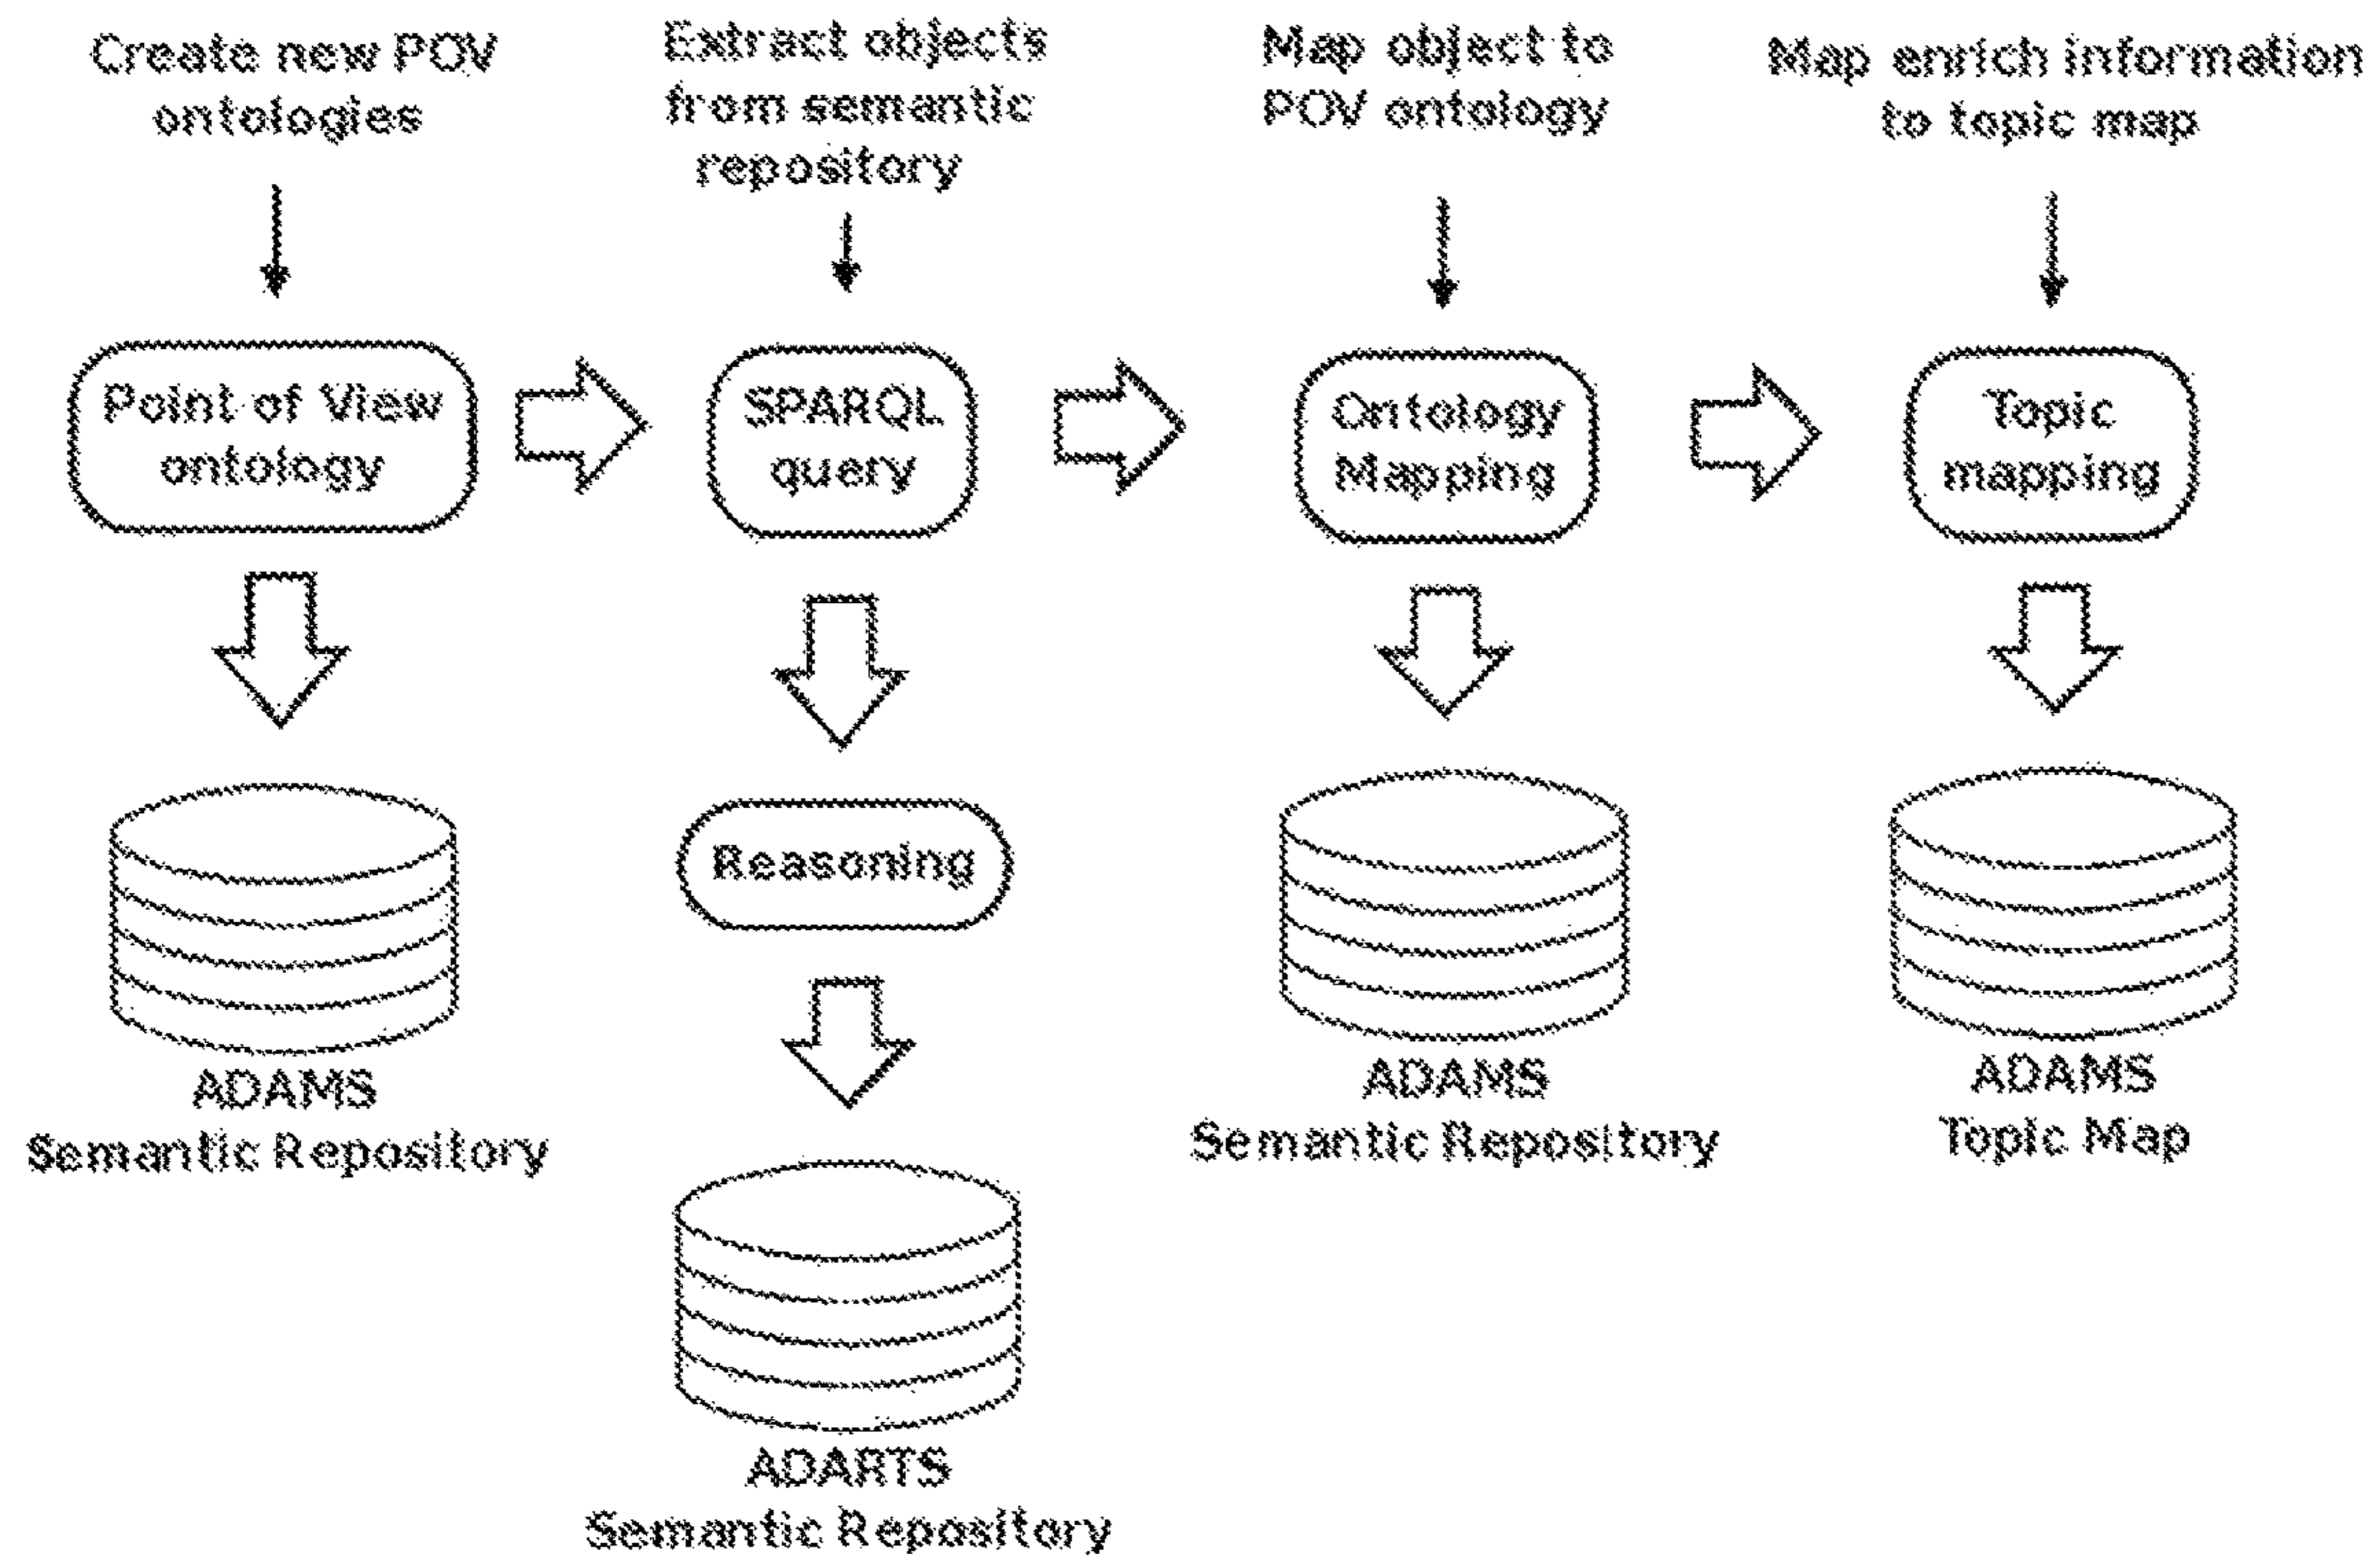 Create new POV
ontologies
Extract objects
from semantic
repository
Map object to
POV ontology
Map enrich information
to topic map
Point of View
ontology
SPARQL
query
Ontology
Mapping
Topic
mapping
Reasoning
ADAMS
Semantic Repository
ADARTS
Semantic Repository
ADAMS
Semantic Repository
ADAMS
Topic Map